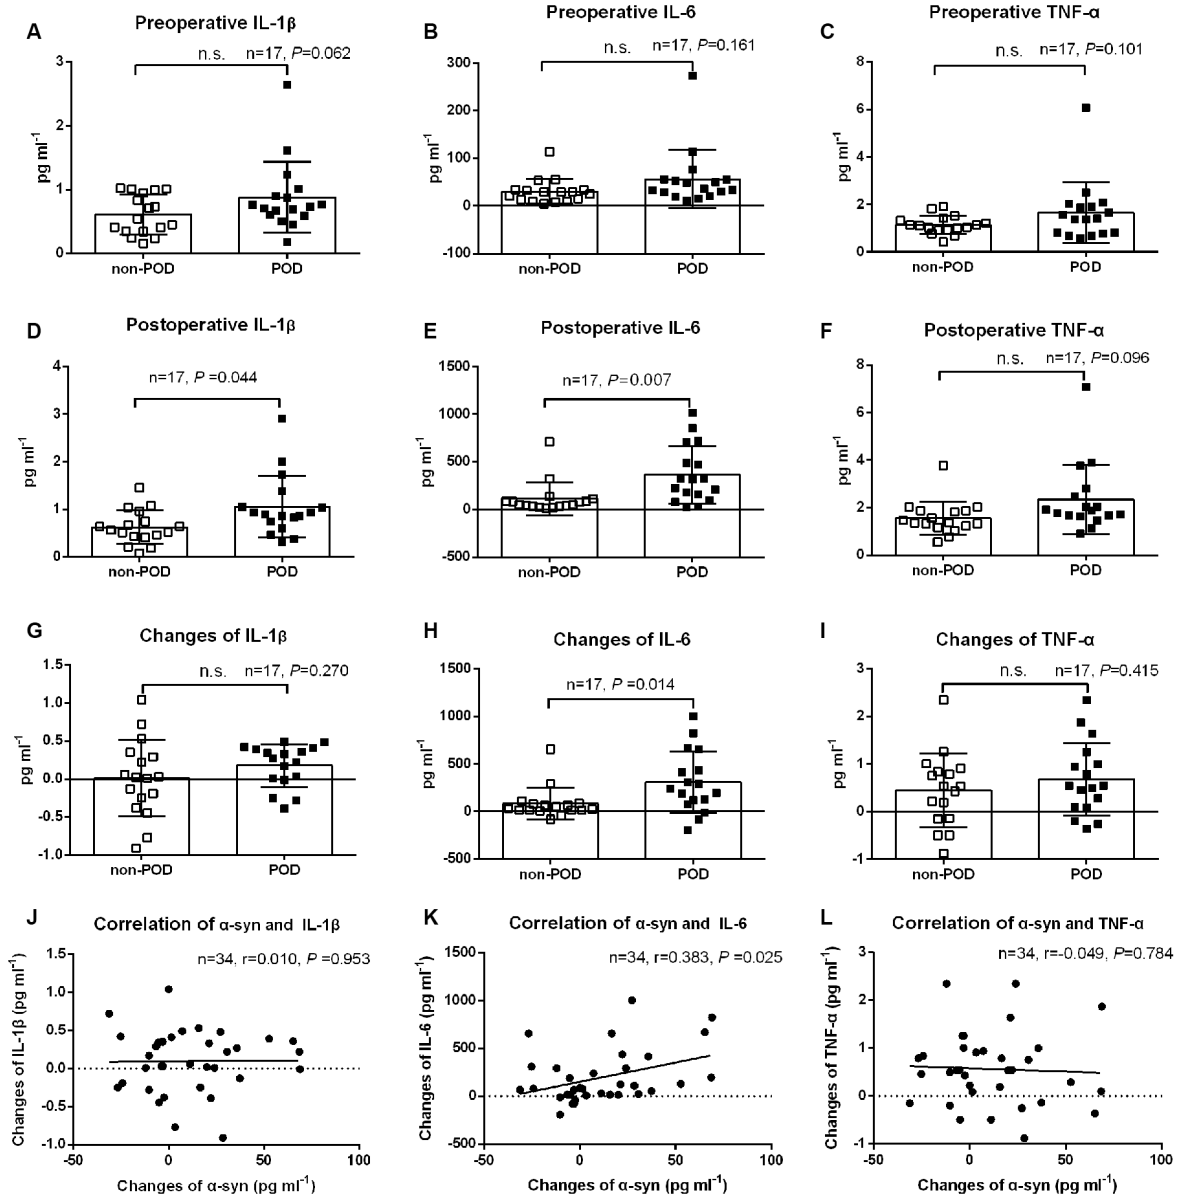 A
Preoperative IL-1β
n.s. n=17, P=0.062
pg ml-1
3
2
1
0
non-POD POD
B
Preoperative IL-6
n.s. n=17, P=0.161
pg ml-1
300
200
100
0
-100
non-POD POD
C
Preoperative TNF-α
n.s. n=17, P=0.101
pg ml-1
8
6
4
2
0
non-POD POD
D
Postoperative IL-1β
n=17, P =0.044
pg ml-1
4
3
2
1
0
non-POD POD
E
Postoperative IL-6
n=17, P=0.007
pg ml-1
1500
1000
500
0
-500
non-POD POD
F
Postoperative TNF-α
n.s. n=17, P=0.096
pg ml-1
8
6
4
2
0
non-POD POD
G
Changes of IL-1β
n.s. n=17, P=0.270
pg ml-1
1.5
1.0
0.5
0.0
-0.5
-1.0
non-POD POD
H
Changes of IL-6
n=17, P =0.014
pg ml-1
1500
1000
500
0
-500
non-POD POD
I
Changes of TNF-α
n.s. n=17, P=0.415
pg ml-1
3
2
1
0
-1
non-POD POD
J
Correlation of α-syn and IL-1β
n=34, r=0.010, P =0.953
Changes of IL-1β (pg ml-1)
1.5
1.0
0.5
0.0
-0.5
-1.0
-50 0 50 100
Changes of α-syn (pg ml-1)
K
Correlation of α-syn and IL-6
n=34, r=0.383, P =0.025
Changes of IL-6 (pg ml-1)
1500
1000
500
0
-500
-50 0 50 100
Changes of α-syn (pg ml-1)
L
Correlation of α-syn and TNF-α
n=34, r=-0.049, P=0.784
Changes of TNF-α (pg ml-1)
3
2
1
0
-1
-50 0 50 100
Changes of α-syn (pg ml-1)